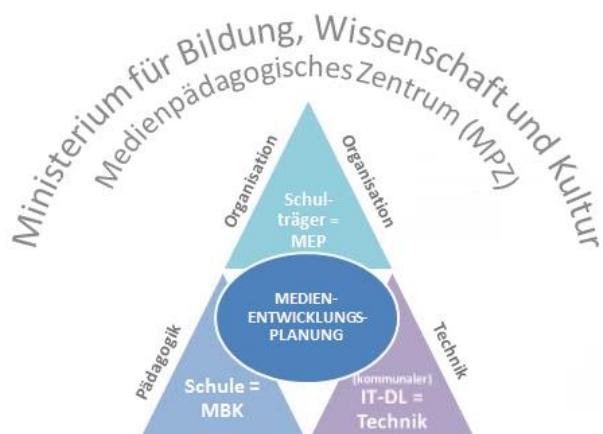 Ministerium für Bildung, Wissenschaft und Kultur
Medienpädagogisches Zentrum (MPZ)
Organisation
Organisation
Schul-
träger =
MEP
MEDIEN-
ENTWICKLUNGS-
PLANUNG
Pädagogik
Technik
Schule =
MBK
(kommunaler)
IT-DL =
Technik